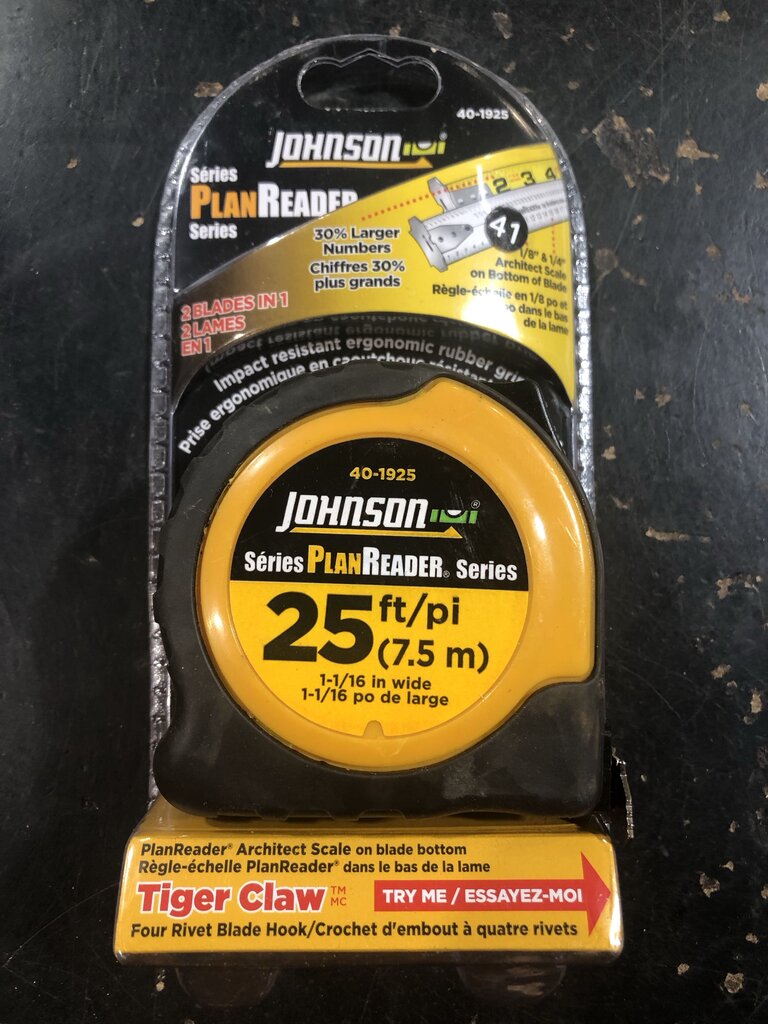 40-1925
JOHNSON
Séries
PLANREADER
Series
2 3 4
41
30% Larger
Numbers
Chiffres 30%
plus grands
1/8" & 1/4"
Architect Scale
on Bottom of Blade
Règle-échelle en 1/8 po et
po dans le bas
de la lame
2 BLADES IN 1
2 LAMES
EN 1
Impact resistant ergonomic rubber grip
Prise ergonomique en caoutchouc
40-1925
JOHNSON®
Séries PLANREADER® Series
25 ft/pi
(7.5 m)
1-1/16 in wide
1-1/16 po de large
PlanReader® Architect Scale on blade bottom
Règle-échelle PlanReader® dans le bas de la lame
Tiger Claw TM MC
TRY ME / ESSAYEZ-MOI
Four Rivet Blade Hook/Crochet d'embout à quatre rivets